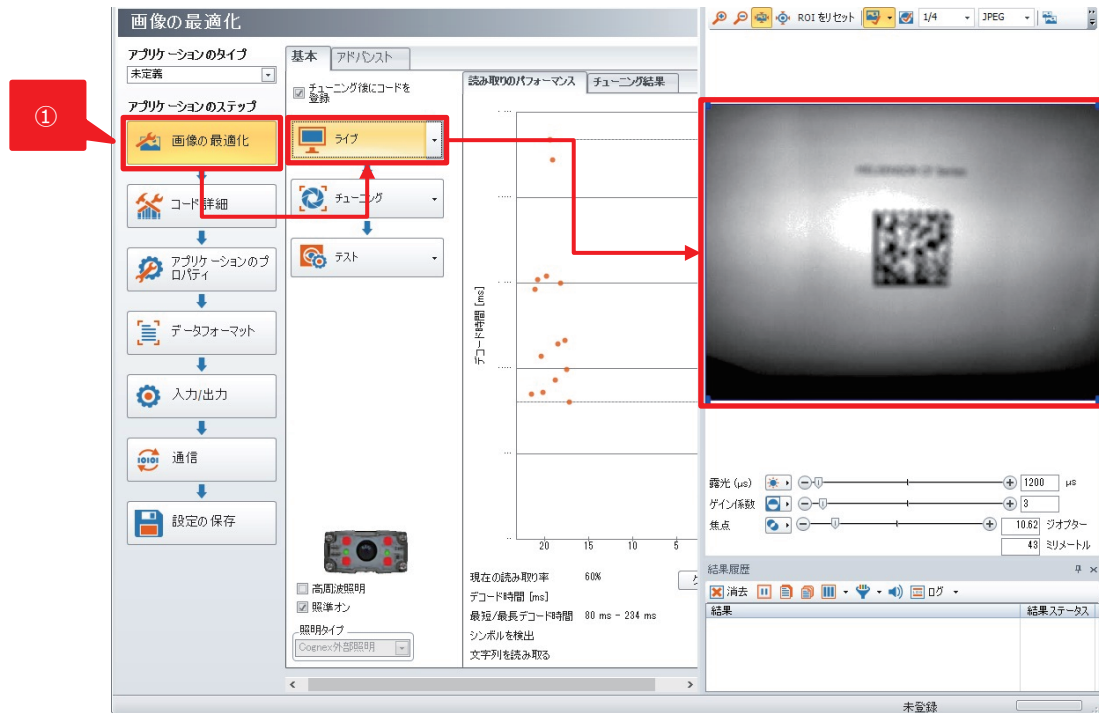 画像の最適化
アプリケーションのタイプ
未定義
アプリケーションのステップ
①
画像の最適化
コード詳細
アプリケーションのプ
ロパティ
データフォーマット
入力/出力
10101
通信
設定の保存
基本
アドバンスト
チューニング後にコードを
登録
ライブ
チューニング
テスト
高周波照明
照準オン
照明タイプ
Cognex外部照明
読み取りのパフォーマンス
チューニング結果
デコード時間 [ms]
20 15 10 5
現在の読み取り率 60%
デコード時間 [ms]
最短/最長デコード時間 80 ms - 234 ms
シンボルを検出
文字列を読み取る
ROI をリセット
1/4
JPEG
露光 (μs) 1200 μs
ゲイン係数 3
焦点 10.62 ジオプター
43 ミリメートル
結果履歴
消去
ログ
結果 結果ステータス
未登録